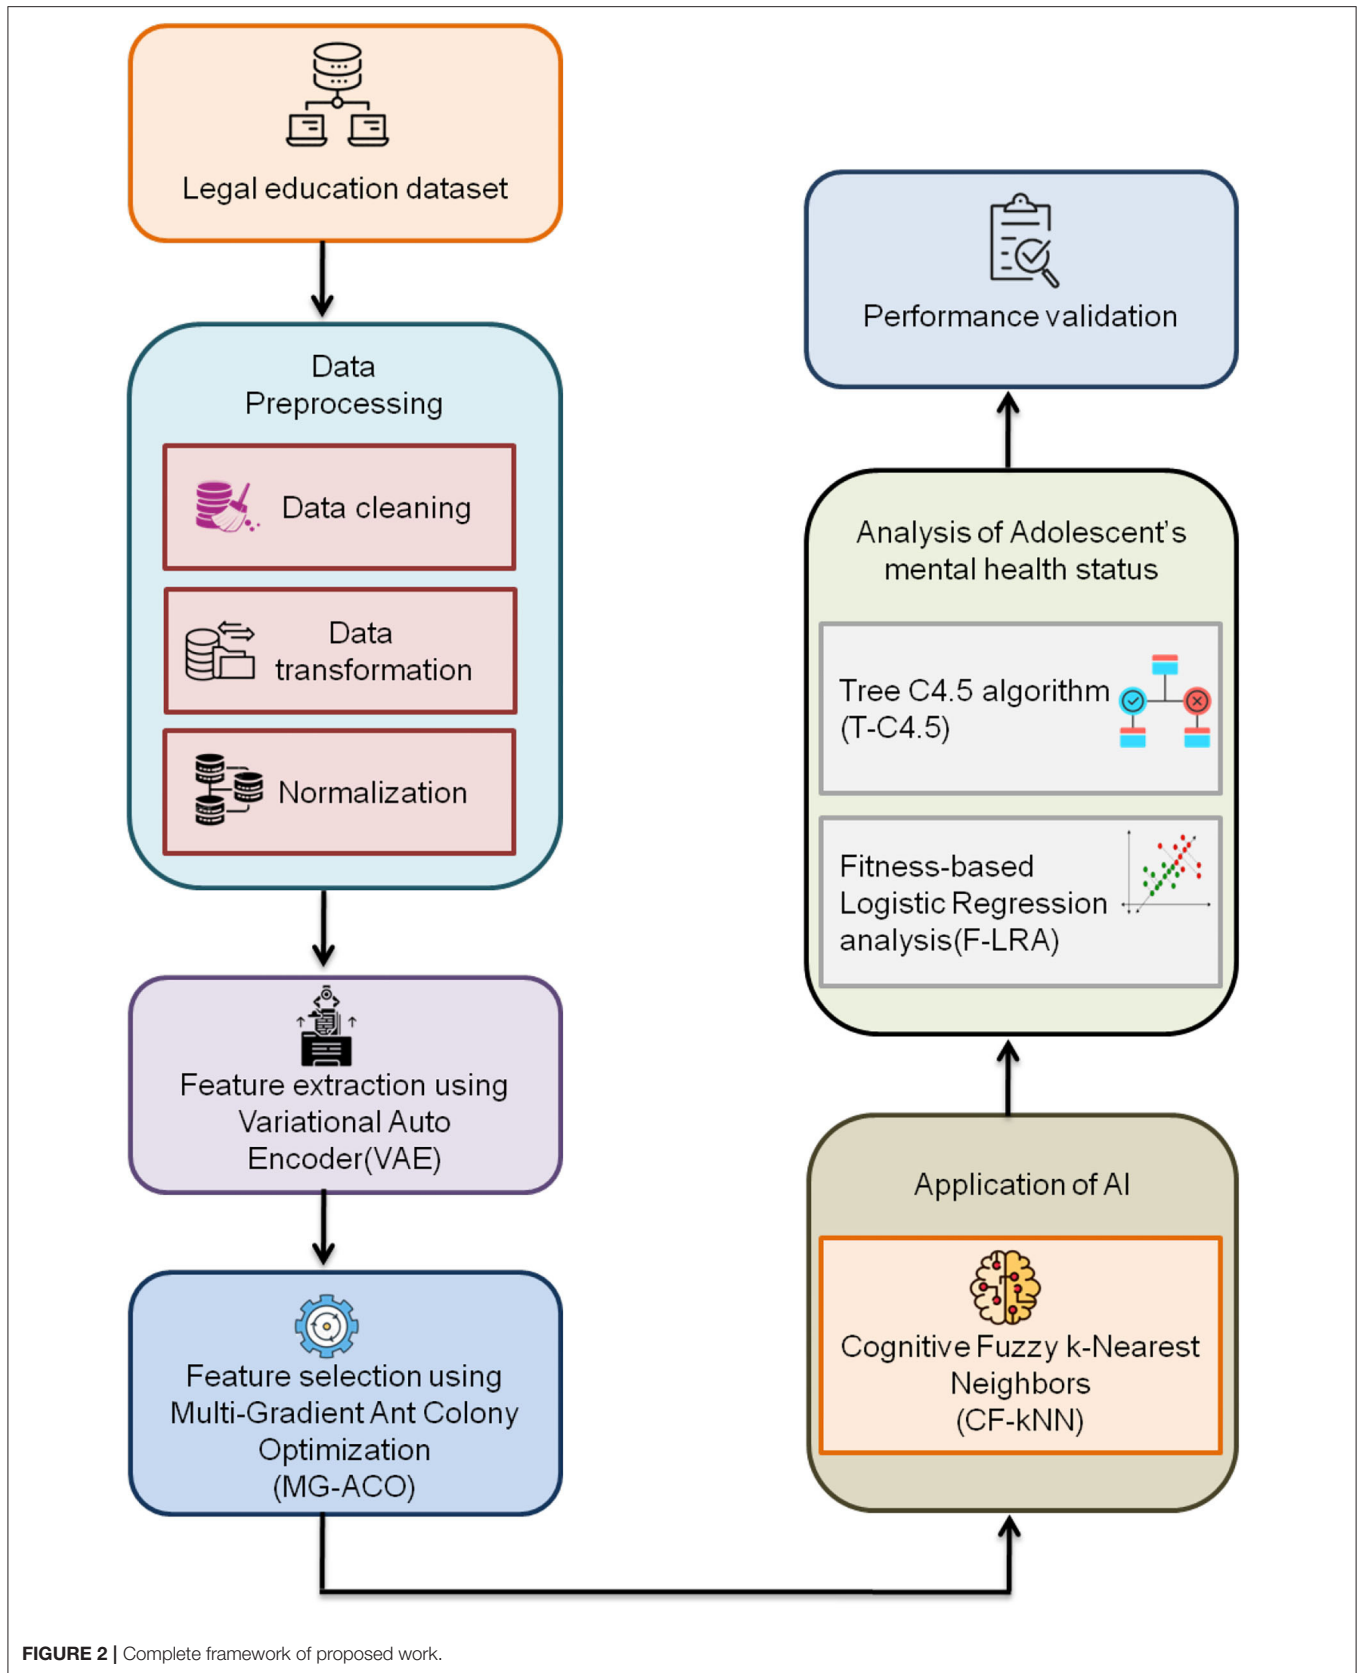 Legal education dataset
Data
Preprocessing
Data cleaning
Data
transformation
Normalization
Feature extraction using
Variational Auto
Encoder(VAE)
Feature selection using
Multi-Gradient Ant Colony
Optimization
(MG-ACO)
Application of AI
Cognitive Fuzzy k-Nearest
Neighbors
(CF-kNN)
Analysis of Adolescent's
mental health status
Tree C4.5 algorithm
(T-C4.5)
Fitness-based
Logistic Regression
analysis(F-LRA)
Performance validation
FIGURE 2 | Complete framework of proposed work.